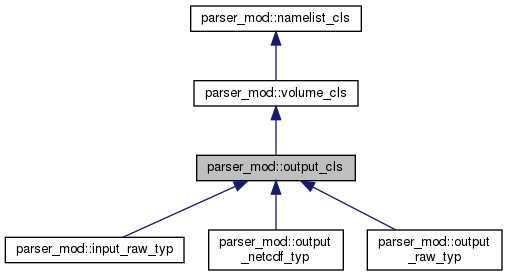 parser_mod::namelist_cls
parser_mod::volume_cls
parser_mod::output_cls
parser_mod::input_raw_typ
parser_mod::output
_netcdf_typ
parser_mod::output
_raw_typ